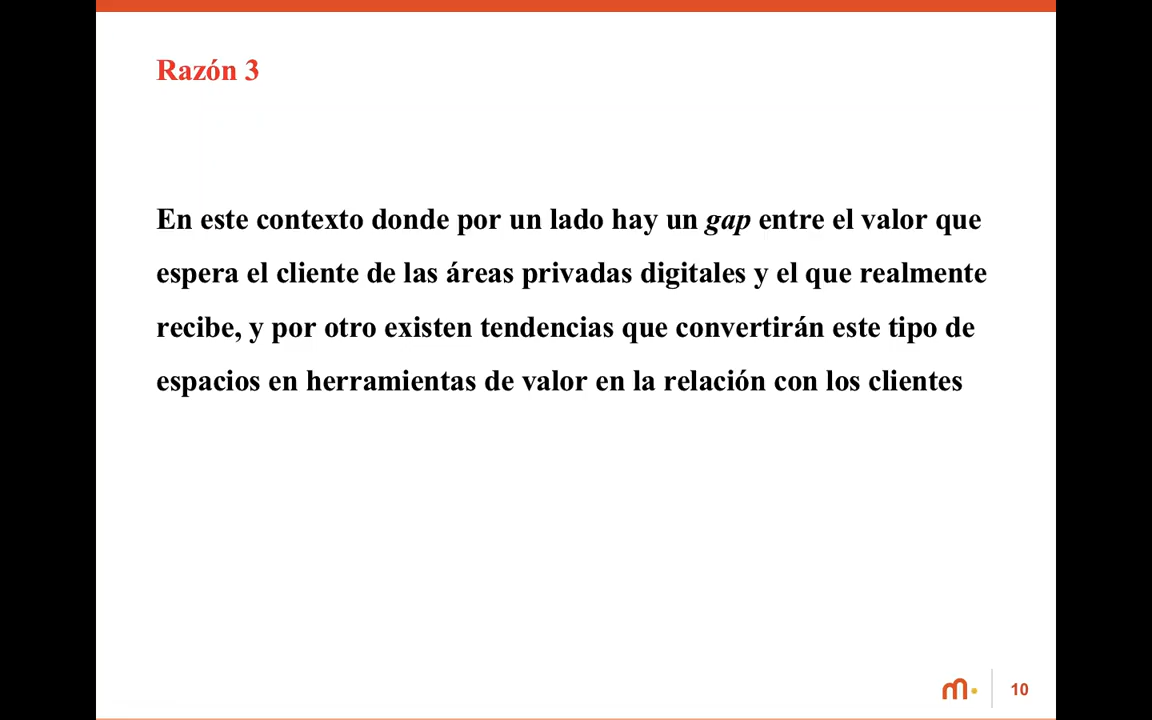 Razón 3
En este contexto donde por un lado hay un gap entre el valor que
espera el cliente de las áreas privadas digitales y el que realmente
recibe, y por otro existen tendencias que convertirán este tipo de
espacios en herramientas de valor en la relación con los clientes
m.
10